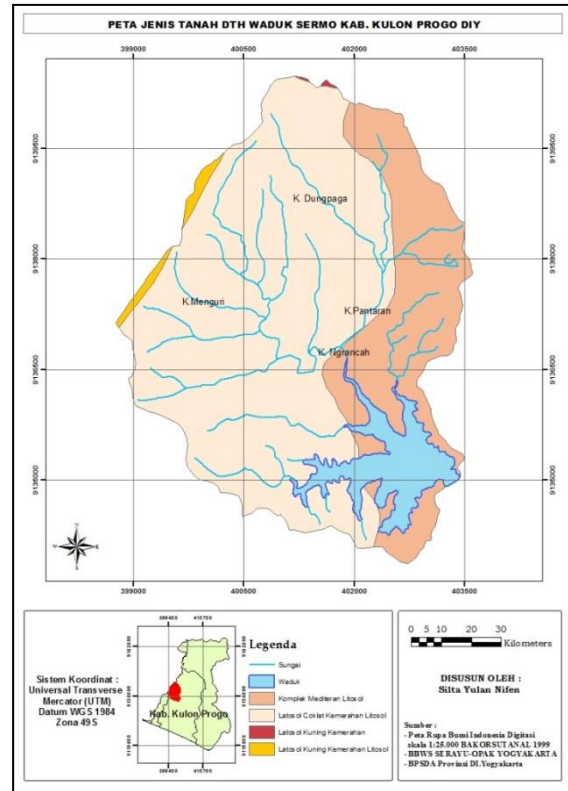 PETA JENIS TANAH DTH WADUK SERMO KAB. KULON PROGO DIY
399000 400500 402000 403500
9139500 9139500
K. Dungpaga
9138000 9138000
K.Menguri
K.Pantaran
K. Ngrancah
9136500 9136500
9135000 9135000
399000 400500 402000 403500
Sistem Koordinat :
Universal Transverse
Mercator (UTM)
Datum WGS 1984
Zona 49S
Kab. Kulon Progo
Legenda
Sungai
Waduk
Komplek Mediteran Litosol
Latosol Coklat Kemerahan Litosol
Latosol Kuning Kemerahan
Latosol Kuning Kemerahan Litosol
0 5 10 20 30
Kilometers
DISUSUN OLEH :
Silta Yulan Nifen
Sumber :
- Peta Rupa Bumi Indonesia Digitasi
skala 1:25.000 BAKORSUTANAL 1999
- BBWS SERAYU-OPAK YOGYAKARTA
- BPSDA Provinsi DI.Yogyakarta